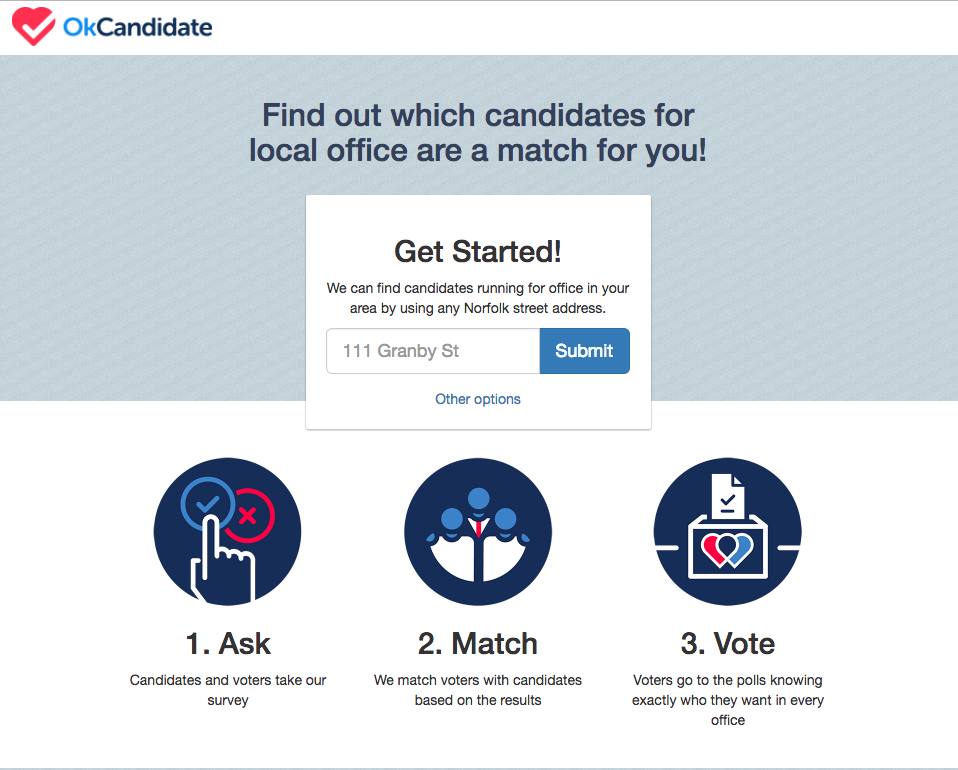 OkCandidate
Find out which candidates for
local office are a match for you!
Get Started!
We can find candidates running for office in your
area by using any Norfolk street address.
111 Granby St
Submit
Other options
1. Ask
Candidates and voters take our
survey
2. Match
We match voters with candidates
based on the results
3. Vote
Voters go to the polls knowing
exactly who they want in every
office